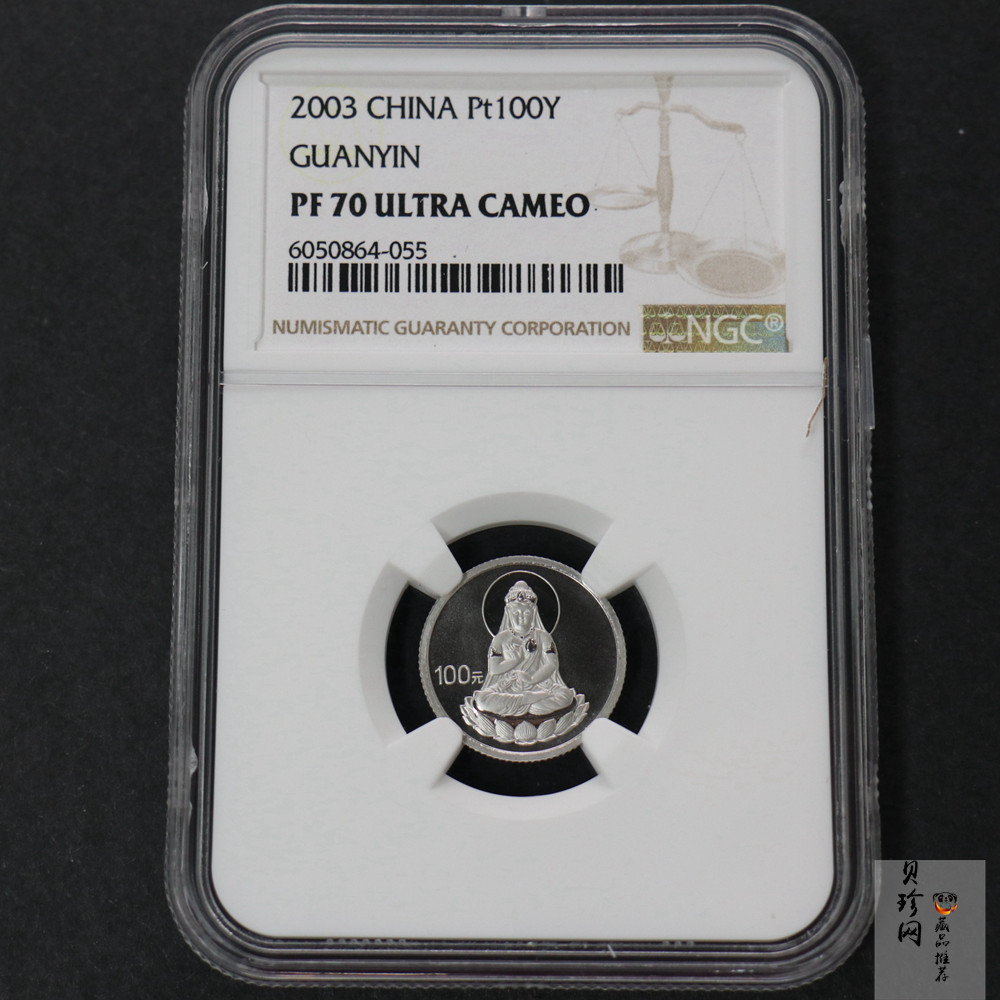 2003 CHINA Pt100Y
GUANYIN
PF 70 ULTRA CAMEO
6050864-055
NUMISMATIC GUARANTY CORPORATION
NGC®
100元
贝珍网
藏品推荐